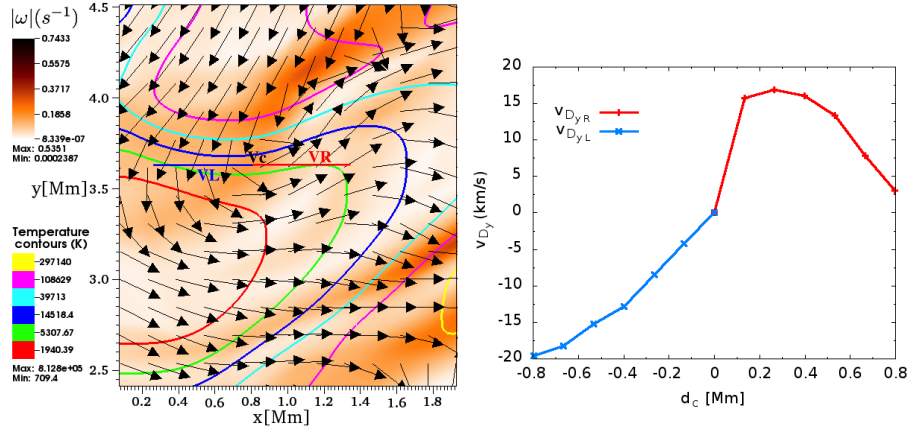 |ω|(s⁻¹)
0.7433
0.5575
0.3717
0.1858
8.339e-07
Max: 0.5351
Min: 0.0002387
Temperature
contours (K)
297140
108629
39713
14518.4
5307.67
1940.39
Max: 8.128e+05
Min: 709.4
4.5
4.0
3.5
3.0
2.5
y[Mm]
Vc
VL
VR
0.2 0.4 0.6 0.8 1.0 1.2 1.4 1.6 1.8
x[Mm]
20
15
10
5
0
-5
-10
-15
-20
v_Dy (km/s)
v_Dy R
v_Dy L
-0.8 -0.6 -0.4 -0.2 0 0.2 0.4 0.6 0.8
d_c [Mm]